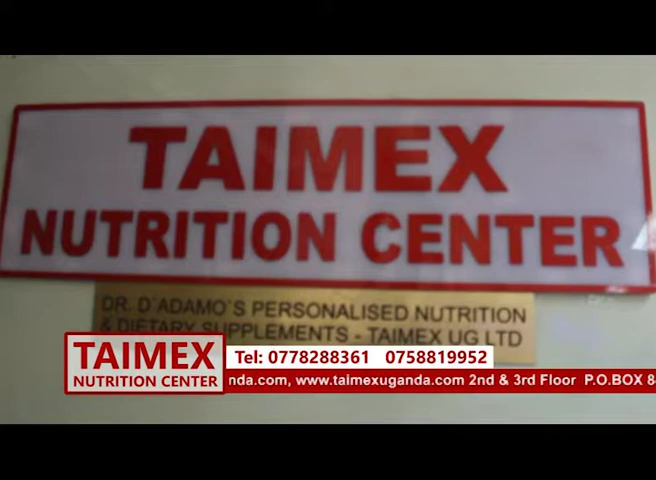 TAIMEX
NUTRITION CENTER
DR. D'ADAMO'S PERSONALISED NUTRITION
& DIETARY SUPPLEMENTS - TAIMEX UG LTD
TAIMEX
NUTRITION CENTER
Tel: 0778288361 0758819952
nda.com, www.taimexuganda.com 2nd & 3rd Floor P.O.BOX 8